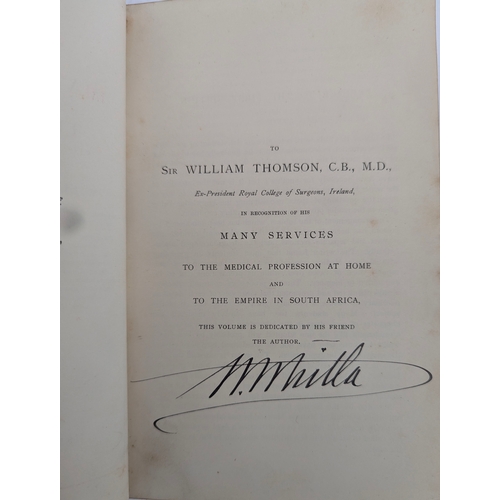 TO
SIR WILLIAM THOMSON, C.B., M.D.,
Ex-President Royal College of Surgeons, Ireland,
IN RECOGNITION OF HIS
MANY SERVICES
TO THE MEDICAL PROFESSION AT HOME
AND
TO THE EMPIRE IN SOUTH AFRICA,
THIS VOLUME IS DEDICATED BY HIS FRIEND
THE AUTHOR.
W. Whitla